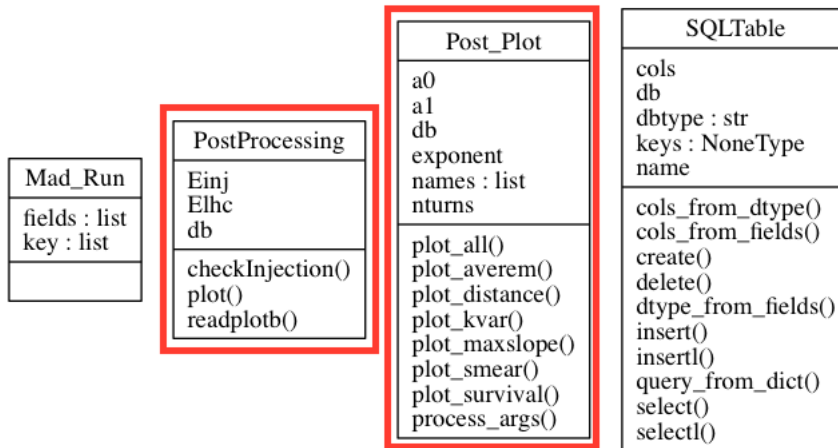 Mad_Run
fields : list
key : list
PostProcessing
Einj
Elhc
db
checkInjection()
plot()
readplotb()
Post_Plot
a0
a1
db
exponent
names : list
nturns
plot_all()
plot_averem()
plot_distance()
plot_kvar()
plot_maxslope()
plot_smear()
plot_survival()
process_args()
SQLTable
cols
db
dbtype : str
keys : NoneType
name
cols_from_dtype()
cols_from_fields()
create()
delete()
dtype_from_fields()
insert()
insertl()
query_from_dict()
select()
selectl()